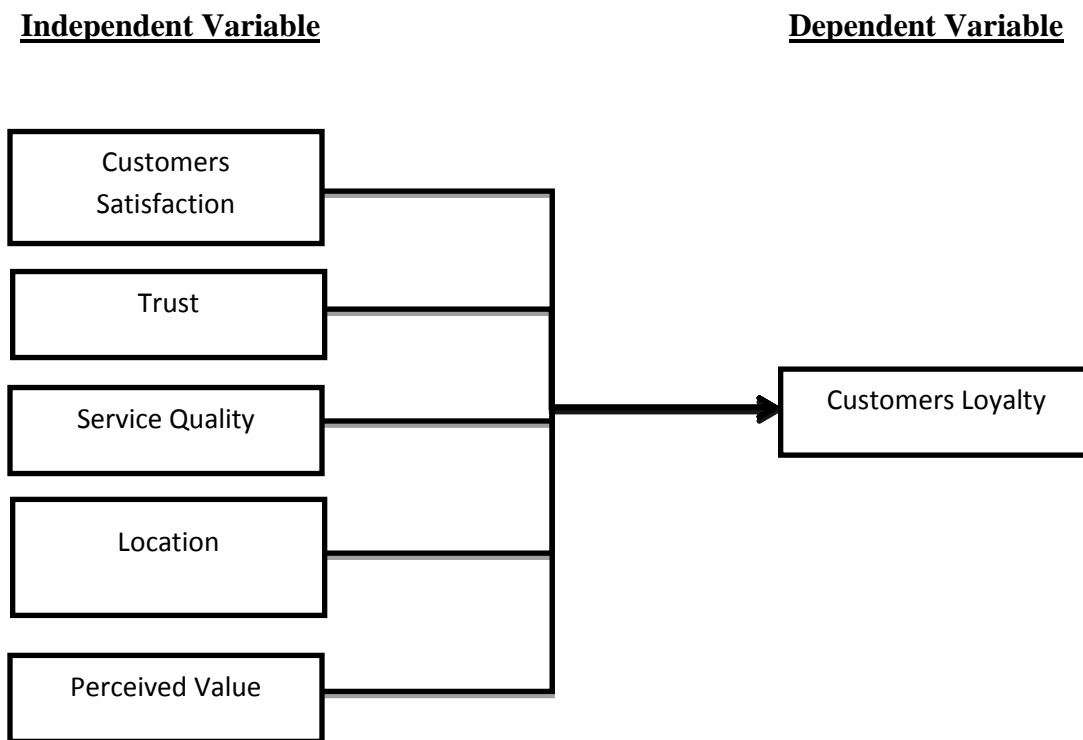 Independent Variable
Dependent Variable
Customers
Satisfaction
Trust
Service Quality
Customers Loyalty
Location
Perceived Value